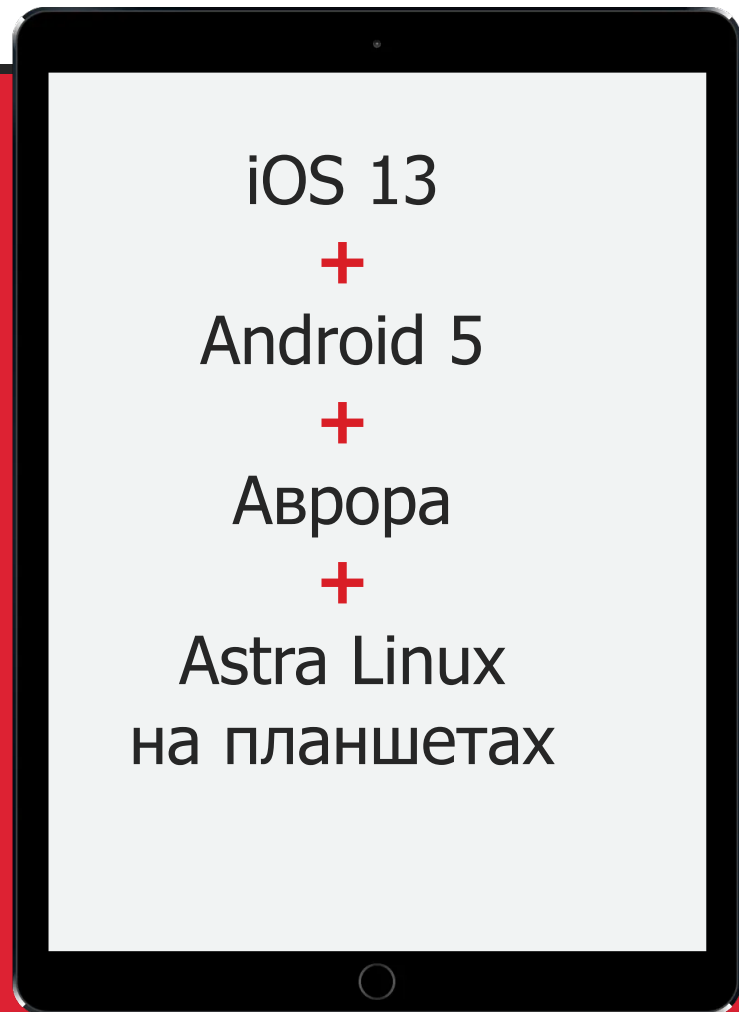 iOS 13
+
Android 5
+
Аврора
+
Astra Linux
на планшетах